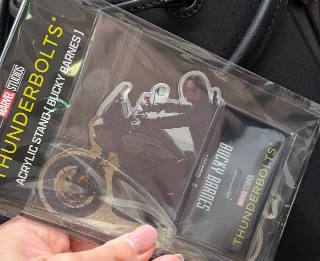 MARVEL STUDIOS
THUNDERBOLTS*
ACRYLIC STAND [ BUCKY BARNES ]
BUCKY BARNES
MARVEL STUDIOS
THUNDERBOLTS*